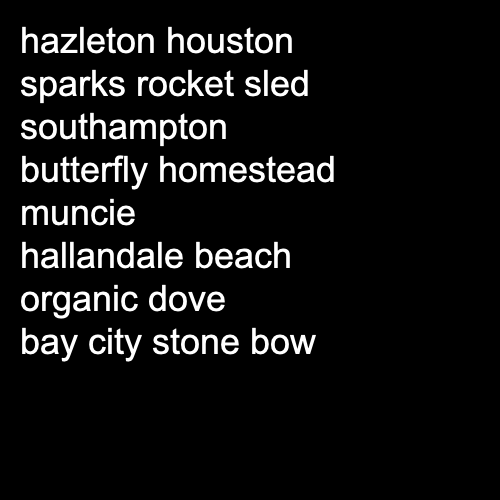 hazleton houston
sparks rocket sled
southampton
butterfly homestead
muncie
hallandale beach
organic dove
bay city stone bow